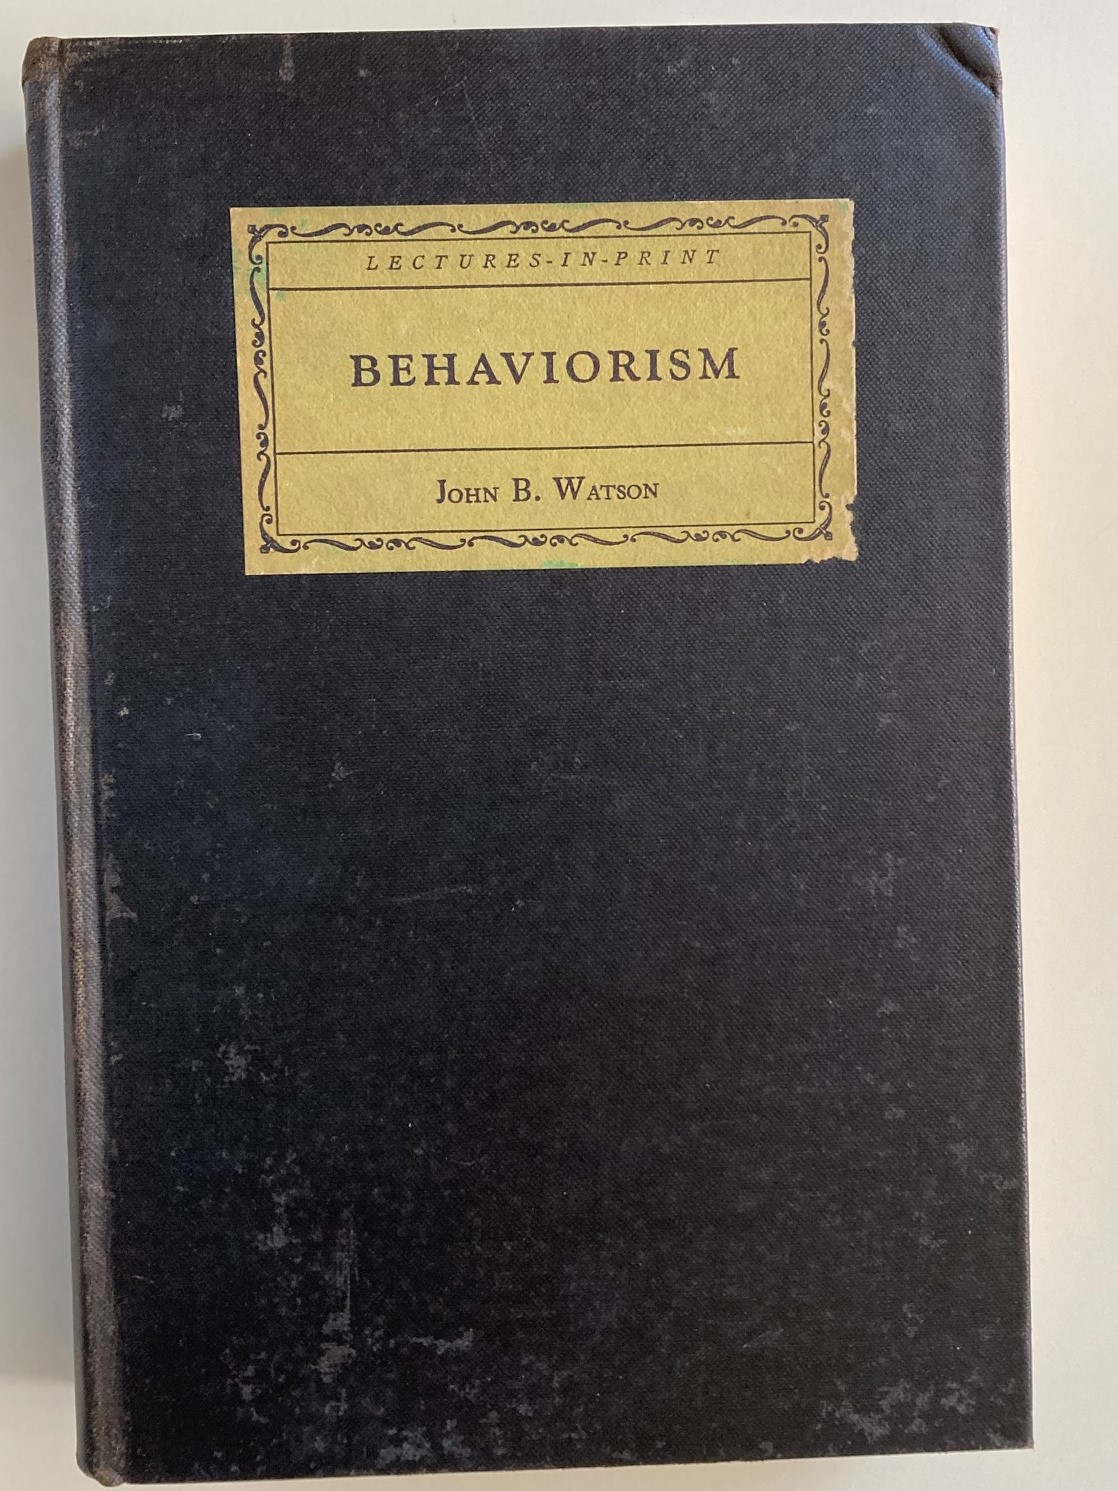 LECTURES-IN-PRINT
BEHAVIORISM
John B. Watson